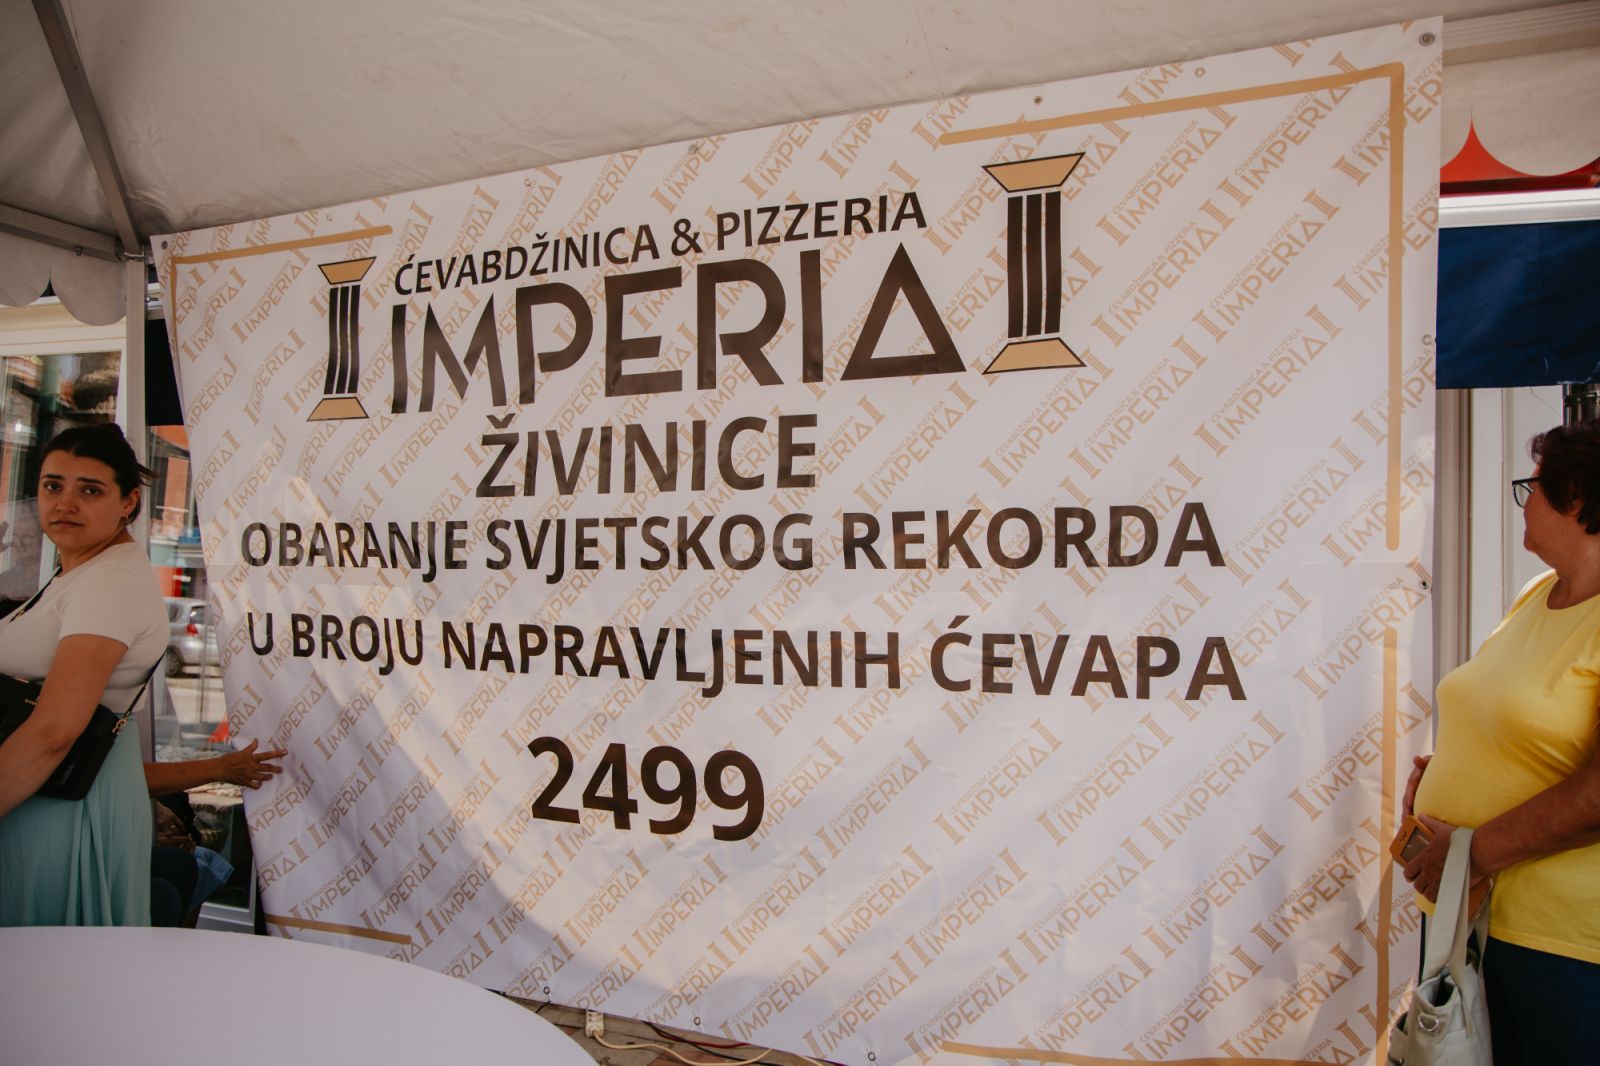 ĆEVABDŽINICA & PIZZERIA
IMPERIA
ŽIVINICE
OBARANJE SVJETSKOG REKORDA
U BROJU NAPRAVLJENIH ĆEVAPA
2499